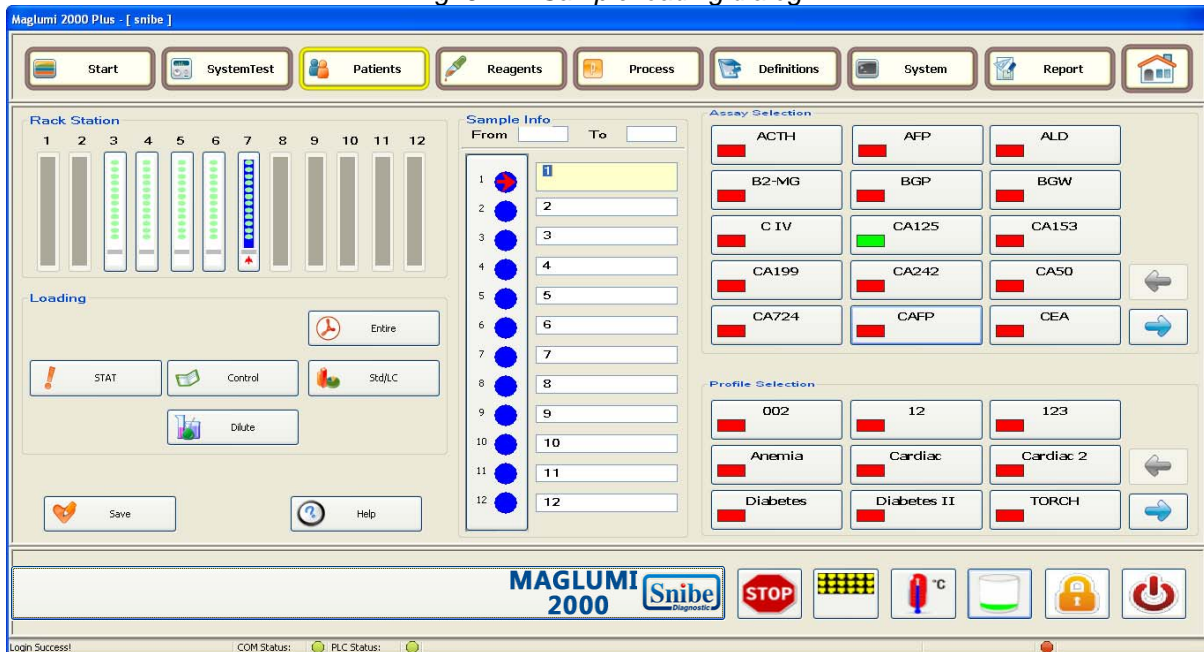 Maglumi 2000 Plus - [ snibe ]
Start SystemTest Patients Reagents Process Definitions System Report
Rack Station
1 2 3 4 5 6 7 8 9 10 11 12
Loading
Entire
STAT Control Std/LC
Dilute
Save Help
Sample Info
From To
1 1
2 2
3 3
4 4
5 5
6 6
7 7
8 8
9 9
10 10
11 11
12 12
Assay Selection
ACTH AFP ALD
B2-MG BGP BGW
C IV CA125 CA153
CA199 CA242 CA50
CA724 CAFP CEA
Profile Selection
002 12 123
Anemia Cardiac Cardiac 2
Diabetes Diabetes II TORCH
MAGLUMI
2000
Snibe
Diagnostic
STOP
°C
Login Success! COM Status: PLC Status: